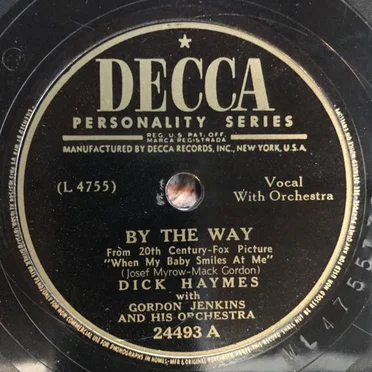 DECCA
PERSONALITY SERIES
REG. U.S. PAT. OFF.
MARCA REGISTRADA
MANUFACTURED BY DECCA RECORDS, INC., NEW YORK, U.S.A.
(L 4755)
Vocal
With Orchestra
BY THE WAY
From 20th Century-Fox Picture
"When My Baby Smiles At Me"
(Josef Myrow-Mack Gordon)
DICK HAYMES
with
GORDON JENKINS
AND HIS ORCHESTRA
24493 A